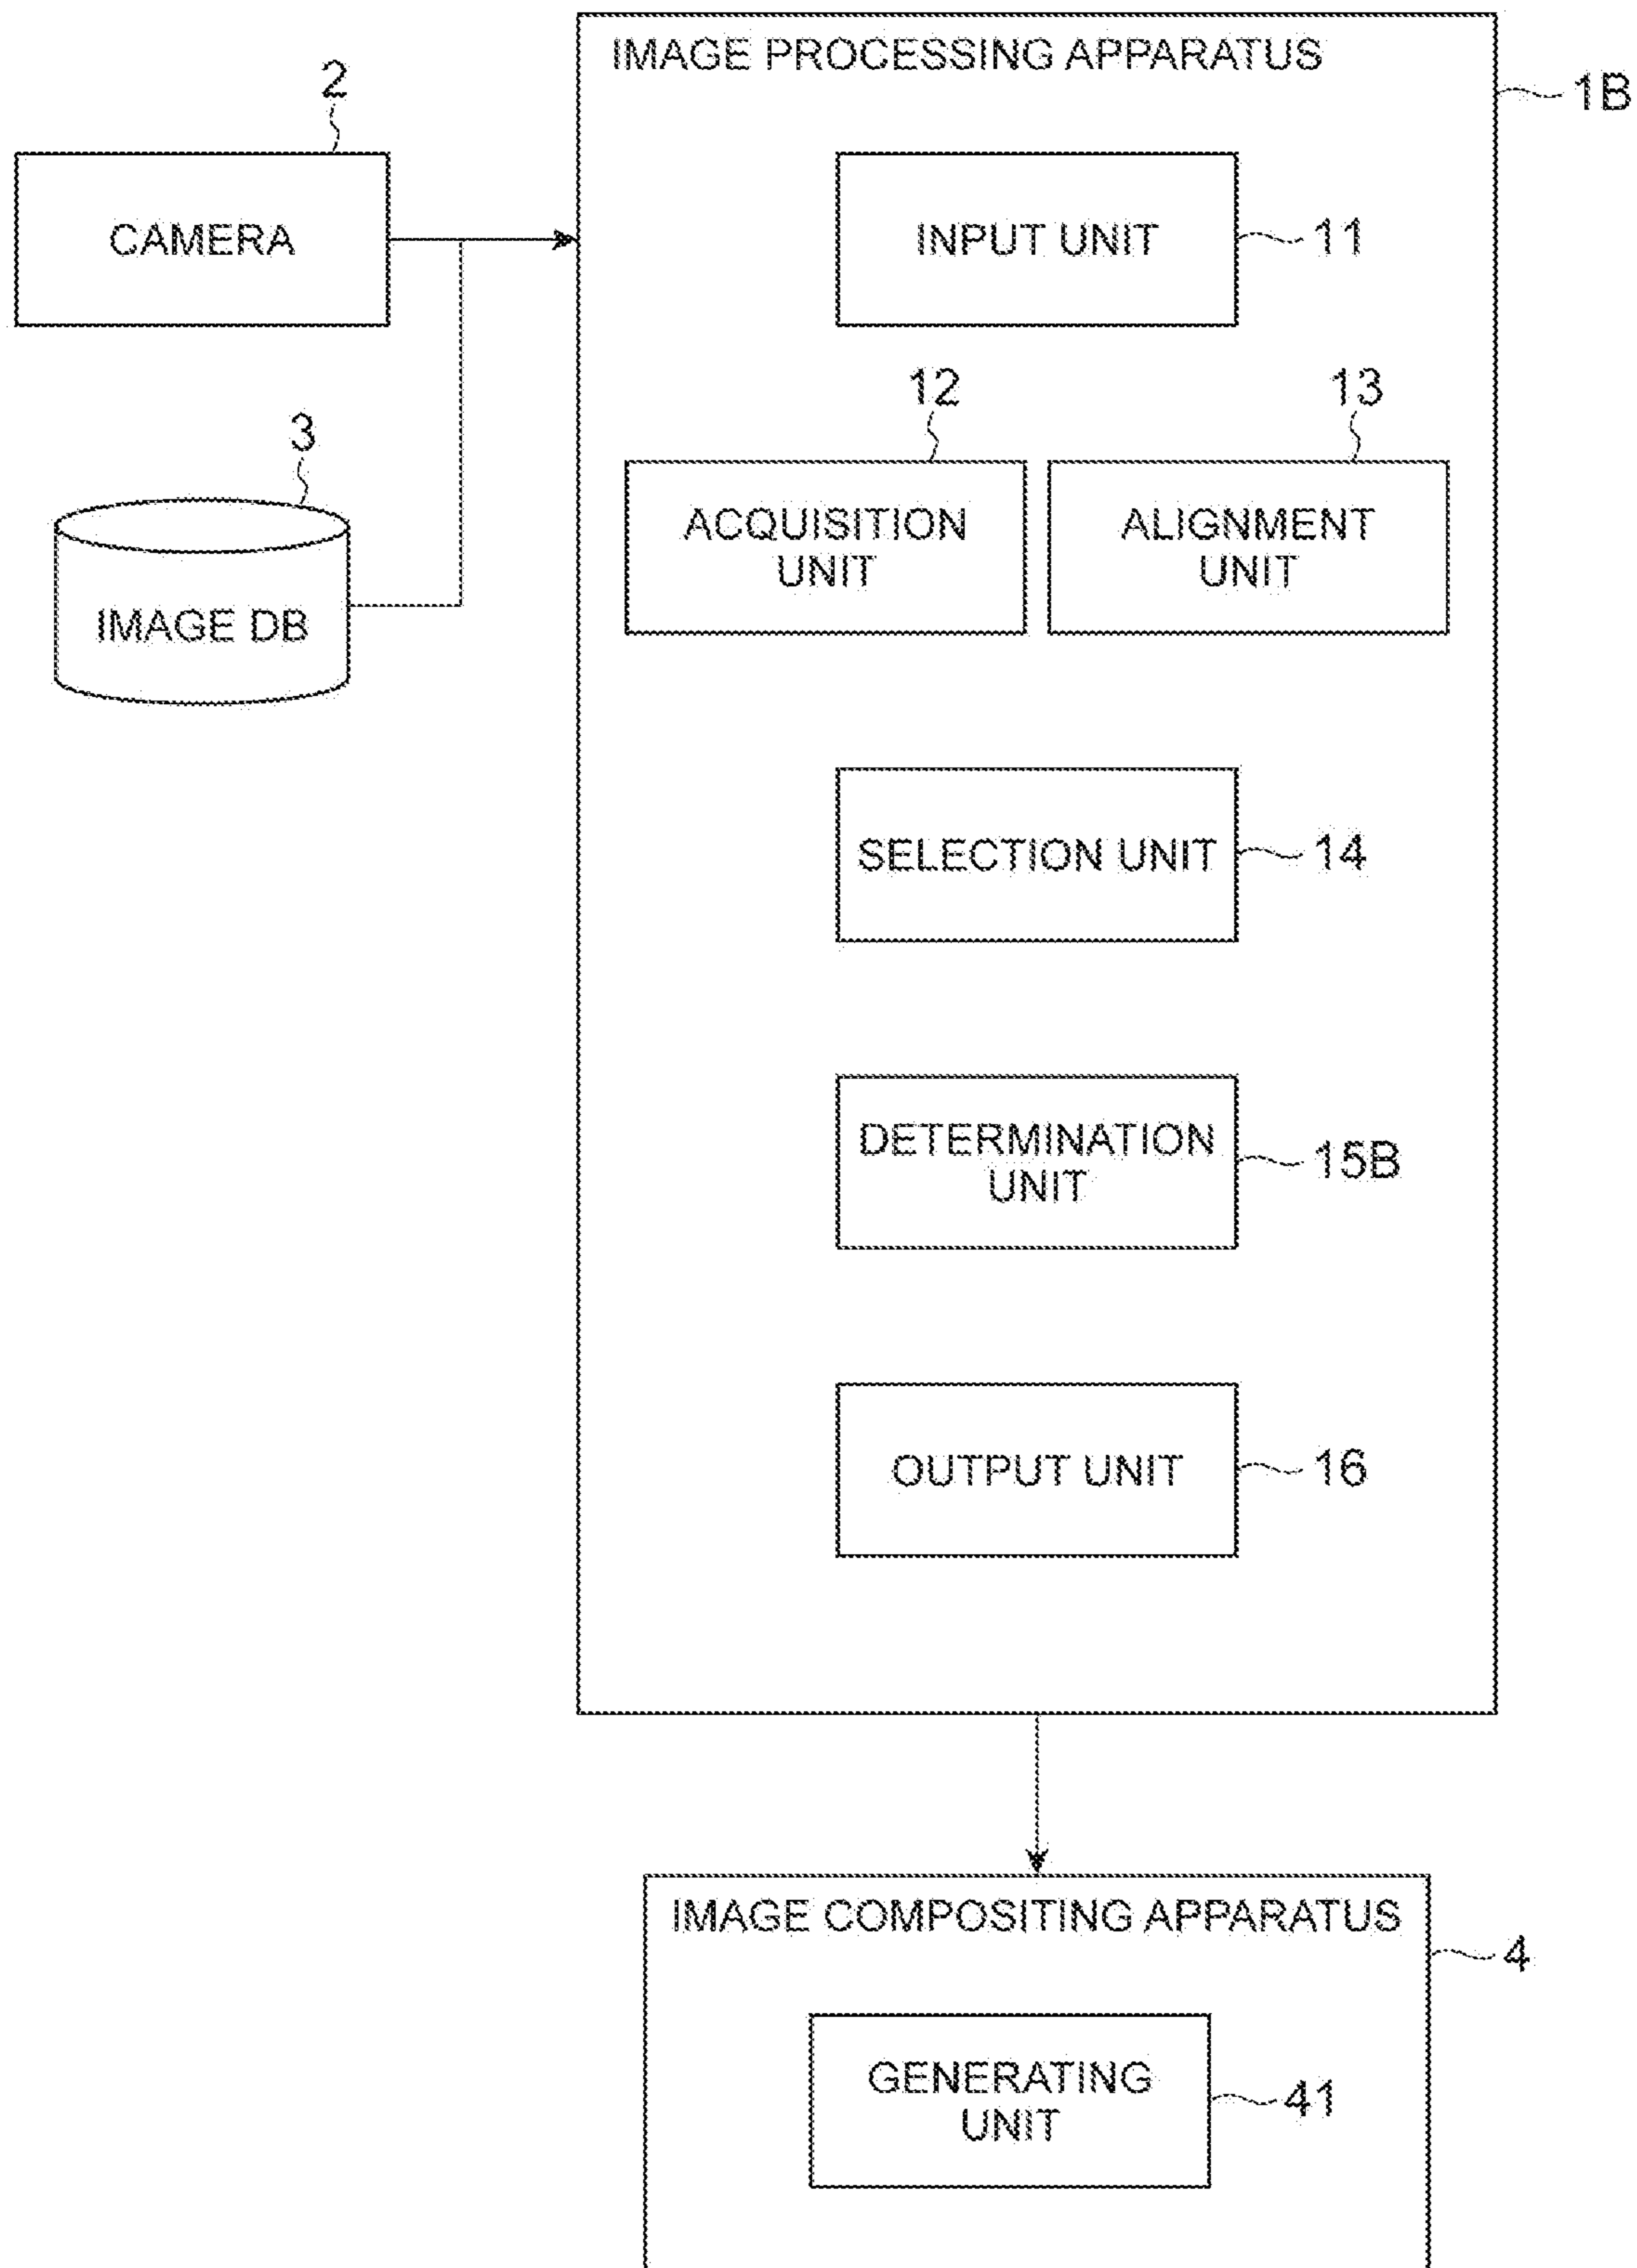 IMAGE PROCESSING APPARATUS
1B
2
CAMERA
INPUT UNIT
11
12
13
3
ACQUISITION
UNIT
ALIGNMENT
UNIT
IMAGE DB
SELECTION UNIT
14
DETERMINATION
UNIT
15B
OUTPUT UNIT
16
IMAGE COMPOSITING APPARATUS
4
GENERATING
UNIT
41